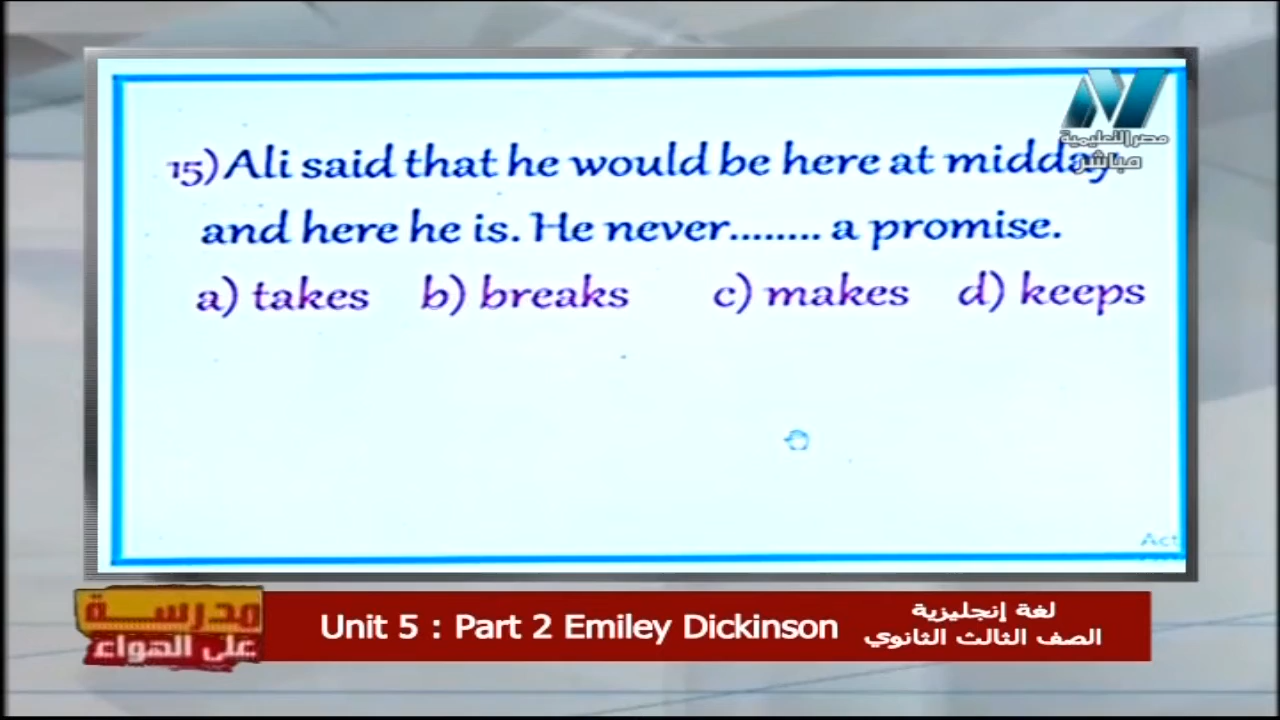 مصر التعليمية
مباشر
15) Ali said that he would be here at midday
and here he is. He never........ a promise.
a) takes b) breaks c) makes d) keeps
Act
مدرسة
على الهواء
Unit 5 : Part 2 Emiley Dickinson
لغة إنجليزية
الصف الثالث الثانوي